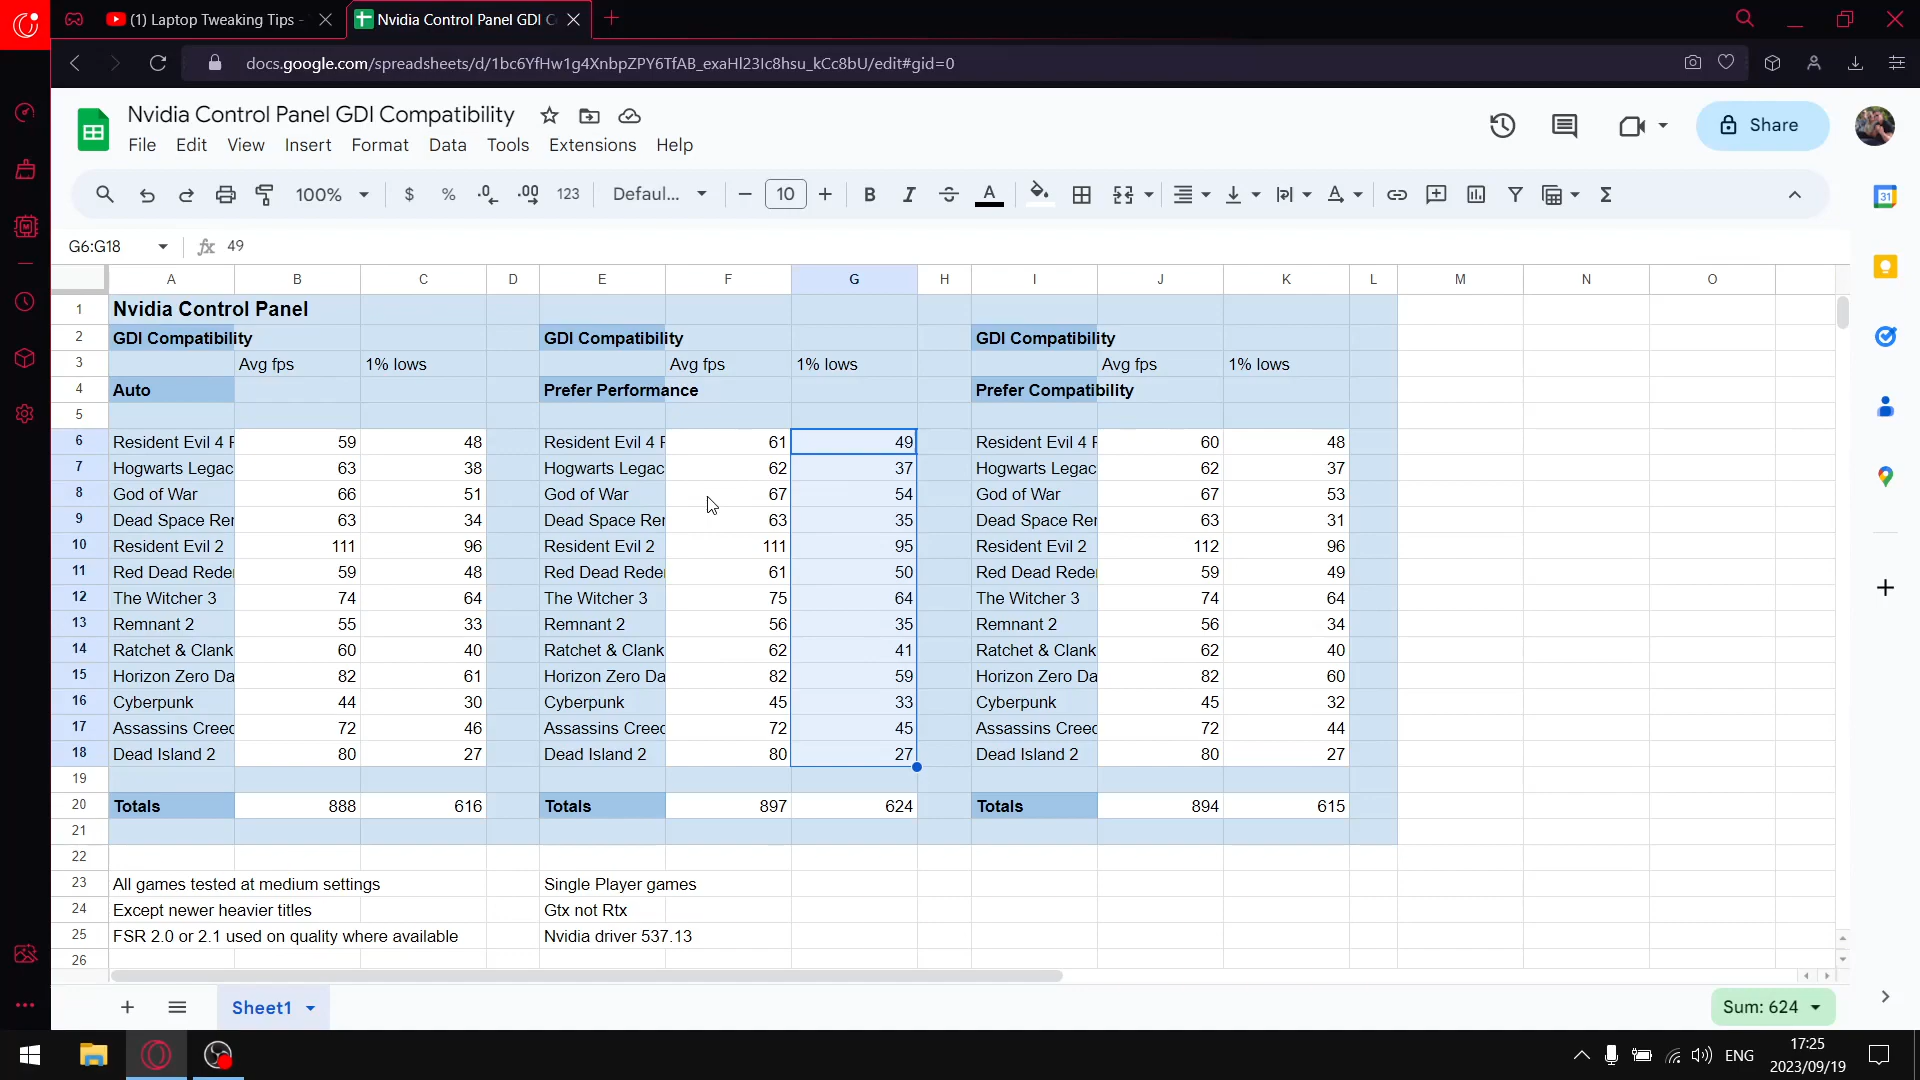 (1) Laptop Tweaking Tips -
Nvidia Control Panel GDI C
docs.google.com/spreadsheets/d/1bc6YfHw1g4XnbpZPY6TfAB_exaHl23Ic8hsu_kCc8bU/edit#gid=0
Nvidia Control Panel GDI Compatibility
File Edit View Insert Format Data Tools Extensions Help
Share
100% $ % .0 .00 123 Defaul... 10 B I A Σ
31
G6:G18 fx 49
A B C D E F G H I J K L M N O
1 Nvidia Control Panel
2 GDI Compatibility GDI Compatibility GDI Compatibility
3 Avg fps 1% lows Avg fps 1% lows Avg fps 1% lows
4 Auto Prefer Performance Prefer Compatibility
5
6 Resident Evil 4 F 59 48 Resident Evil 4 F 61 49 Resident Evil 4 F 60 48
7 Hogwarts Legac 63 38 Hogwarts Legac 62 37 Hogwarts Legac 62 37
8 God of War 66 51 God of War 67 54 God of War 67 53
9 Dead Space Rer 63 34 Dead Space Rer 63 35 Dead Space Rer 63 31
10 Resident Evil 2 111 96 Resident Evil 2 111 95 Resident Evil 2 112 96
11 Red Dead Reder 59 48 Red Dead Reder 61 50 Red Dead Reder 59 49
12 The Witcher 3 74 64 The Witcher 3 75 64 The Witcher 3 74 64
13 Remnant 2 55 33 Remnant 2 56 35 Remnant 2 56 34
14 Ratchet & Clank 60 40 Ratchet & Clank 62 41 Ratchet & Clank 62 40
15 Horizon Zero Da 82 61 Horizon Zero Da 82 59 Horizon Zero Da 82 60
16 Cyberpunk 44 30 Cyberpunk 45 33 Cyberpunk 45 32
17 Assassins Creed 72 46 Assassins Creed 72 45 Assassins Creed 72 44
18 Dead Island 2 80 27 Dead Island 2 80 27 Dead Island 2 80 27
19
20 Totals 888 616 Totals 897 624 Totals 894 615
21
22
23 All games tested at medium settings Single Player games
24 Except newer heavier titles Gtx not Rtx
25 FSR 2.0 or 2.1 used on quality where available Nvidia driver 537.13
26
Sheet1 Sum: 624
ENG 17:25
2023/09/19